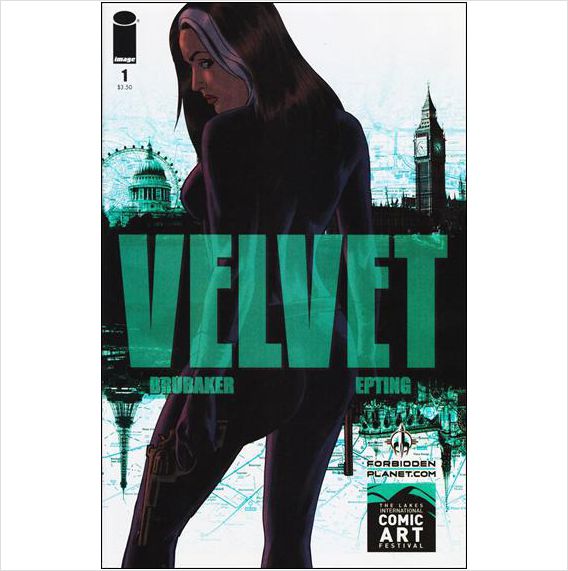 image
1
$3.50
VELVET
BRUBAKER EPTING
FORBIDDEN
PLANET.COM
THE LAKES
INTERNATIONAL
COMIC
ART
FESTIVAL